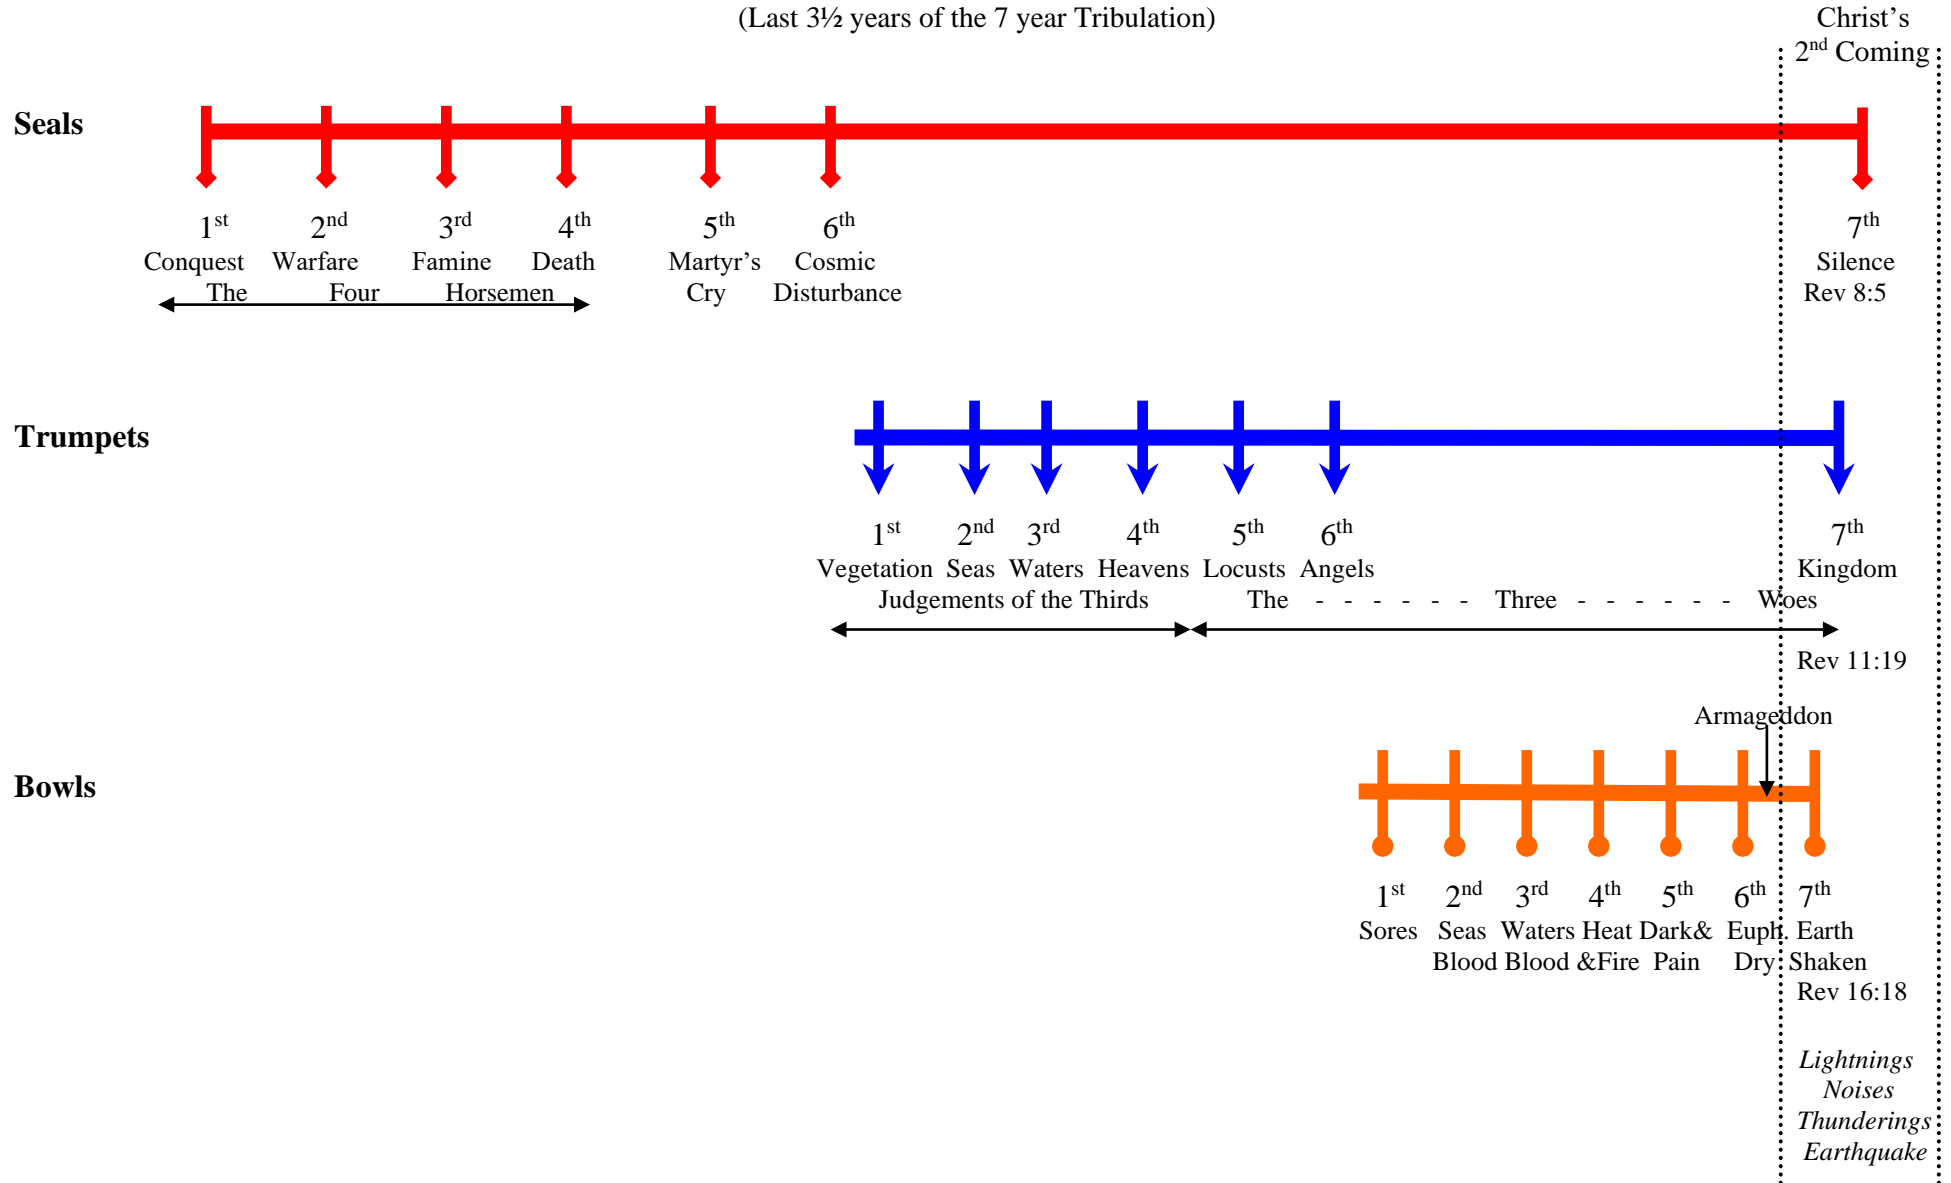 (Last 3½ years of the 7 year Tribulation)
Christ's
2nd Coming
Seals
1st 2nd 3rd 4th 5th 6th 7th
Conquest Warfare Famine Death Martyr's Cosmic Silence
The Four Horsemen Cry Disturbance Rev 8:5
Trumpets
1st 2nd 3rd 4th 5th 6th 7th
Vegetation Seas Waters Heavens Locusts Angels Kingdom
Judgements of the Thirds The - - - - - - Three - - - - - - Woes
Rev 11:19
Armageddon
Bowls
1st 2nd 3rd 4th 5th 6th 7th
Sores Seas Waters Heat Dark& Euph. Earth
Blood Blood &Fire Pain Dry Shaken
Rev 16:18
Lightnings
Noises
Thunderings
Earthquake